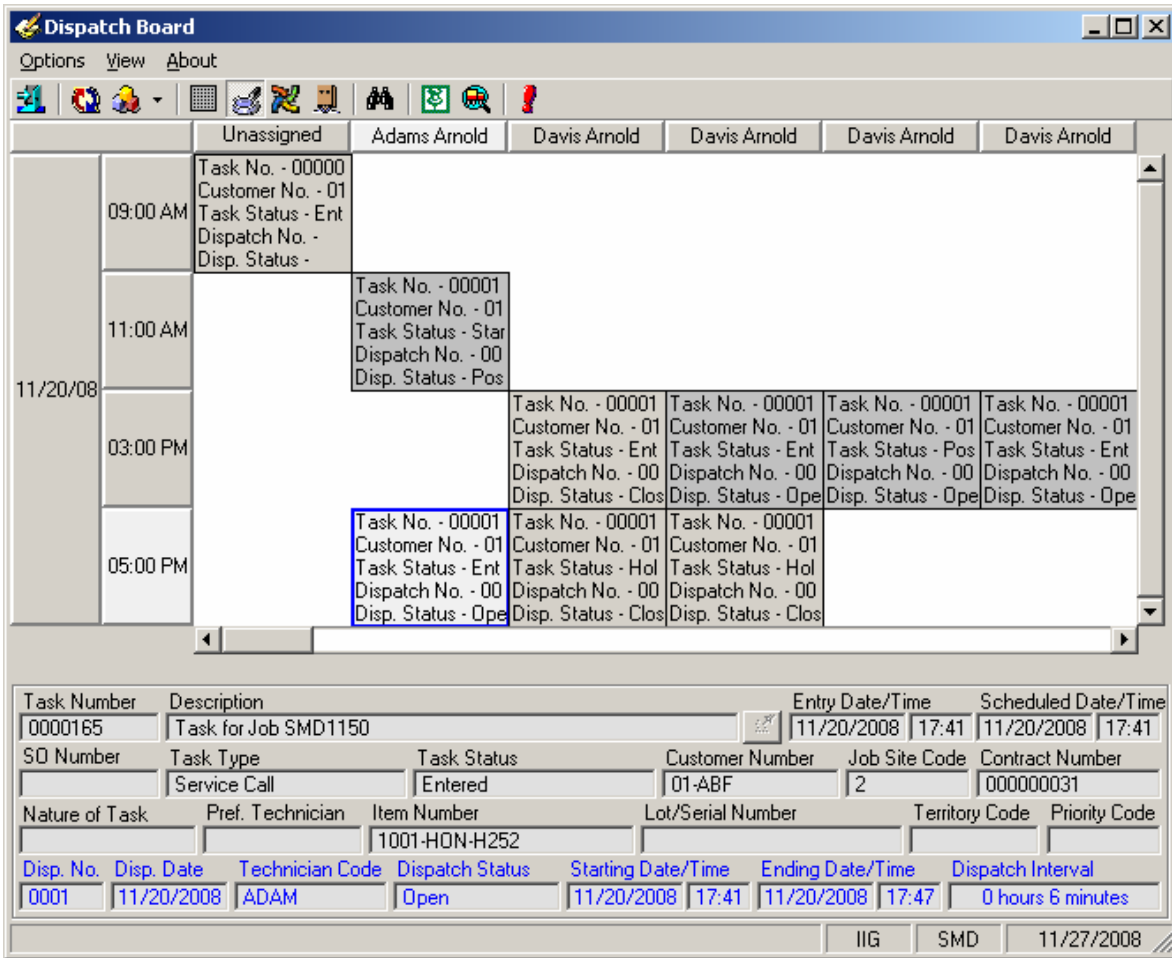 Dispatch Board
Options View About
Unassigned Adams Arnold Davis Arnold Davis Arnold Davis Arnold Davis Arnold
11/20/08
09:00 AM
Task No. - 00000
Customer No. - 01
Task Status - Ent
Dispatch No. -
Disp. Status -
11:00 AM
Task No. - 00001
Customer No. - 01
Task Status - Star
Dispatch No. - 00
Disp. Status - Pos
03:00 PM
Task No. - 00001 Task No. - 00001 Task No. - 00001 Task No. - 00001
Customer No. - 01 Customer No. - 01 Customer No. - 01 Customer No. - 01
Task Status - Ent Task Status - Ent Task Status - Pos Task Status - Ent
Dispatch No. - 00 Dispatch No. - 00 Dispatch No. - 00 Dispatch No. - 00
Disp. Status - Clos Disp. Status - Ope Disp. Status - Ope Disp. Status - Ope
05:00 PM
Task No. - 00001 Task No. - 00001 Task No. - 00001
Customer No. - 01 Customer No. - 01 Customer No. - 01
Task Status - Ent Task Status - Hol Task Status - Hol
Dispatch No. - 00 Dispatch No. - 00 Dispatch No. - 00
Disp. Status - Ope Disp. Status - Clos Disp. Status - Clos
Task Number Description Entry Date/Time Scheduled Date/Time
0000165 Task for Job SMD1150 11/20/2008 17:41 11/20/2008 17:41
SO Number Task Type Task Status Customer Number Job Site Code Contract Number
Service Call Entered 01-ABF 2 000000031
Nature of Task Pref. Technician Item Number Lot/Serial Number Territory Code Priority Code
1001-HON-H252
Disp. No. Disp. Date Technician Code Dispatch Status Starting Date/Time Ending Date/Time Dispatch Interval
0001 11/20/2008 ADAM Open 11/20/2008 17:41 11/20/2008 17:47 0 hours 6 minutes
IIG SMD 11/27/2008